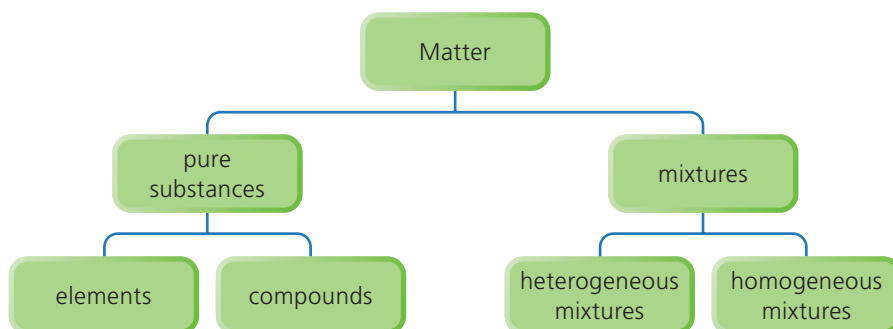 Matter
pure
substances
mixtures
elements
compounds
heterogeneous
mixtures
homogeneous
mixtures